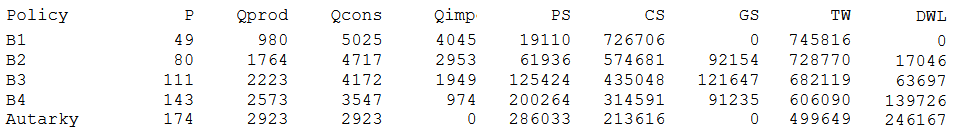 Policy P Qprod Qcons Qimp PS CS GS TW DWL
B1 49 980 5025 4045 19110 726706 0 745816 0
B2 80 1764 4717 2953 61936 574681 92154 728770 17046
B3 111 2223 4172 1949 125424 435048 121647 682119 63697
B4 143 2573 3547 974 200264 314591 91235 606090 139726
Autarky 174 2923 2923 0 286033 213616 0 499649 246167